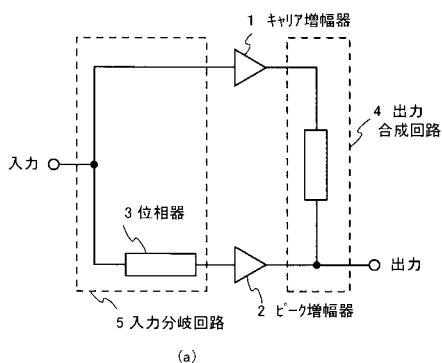 1 キャリア増幅器
4 出力
合成回路
入力
3 位相器
出力
2 ピーク増幅器
5 入力分岐回路
(a)